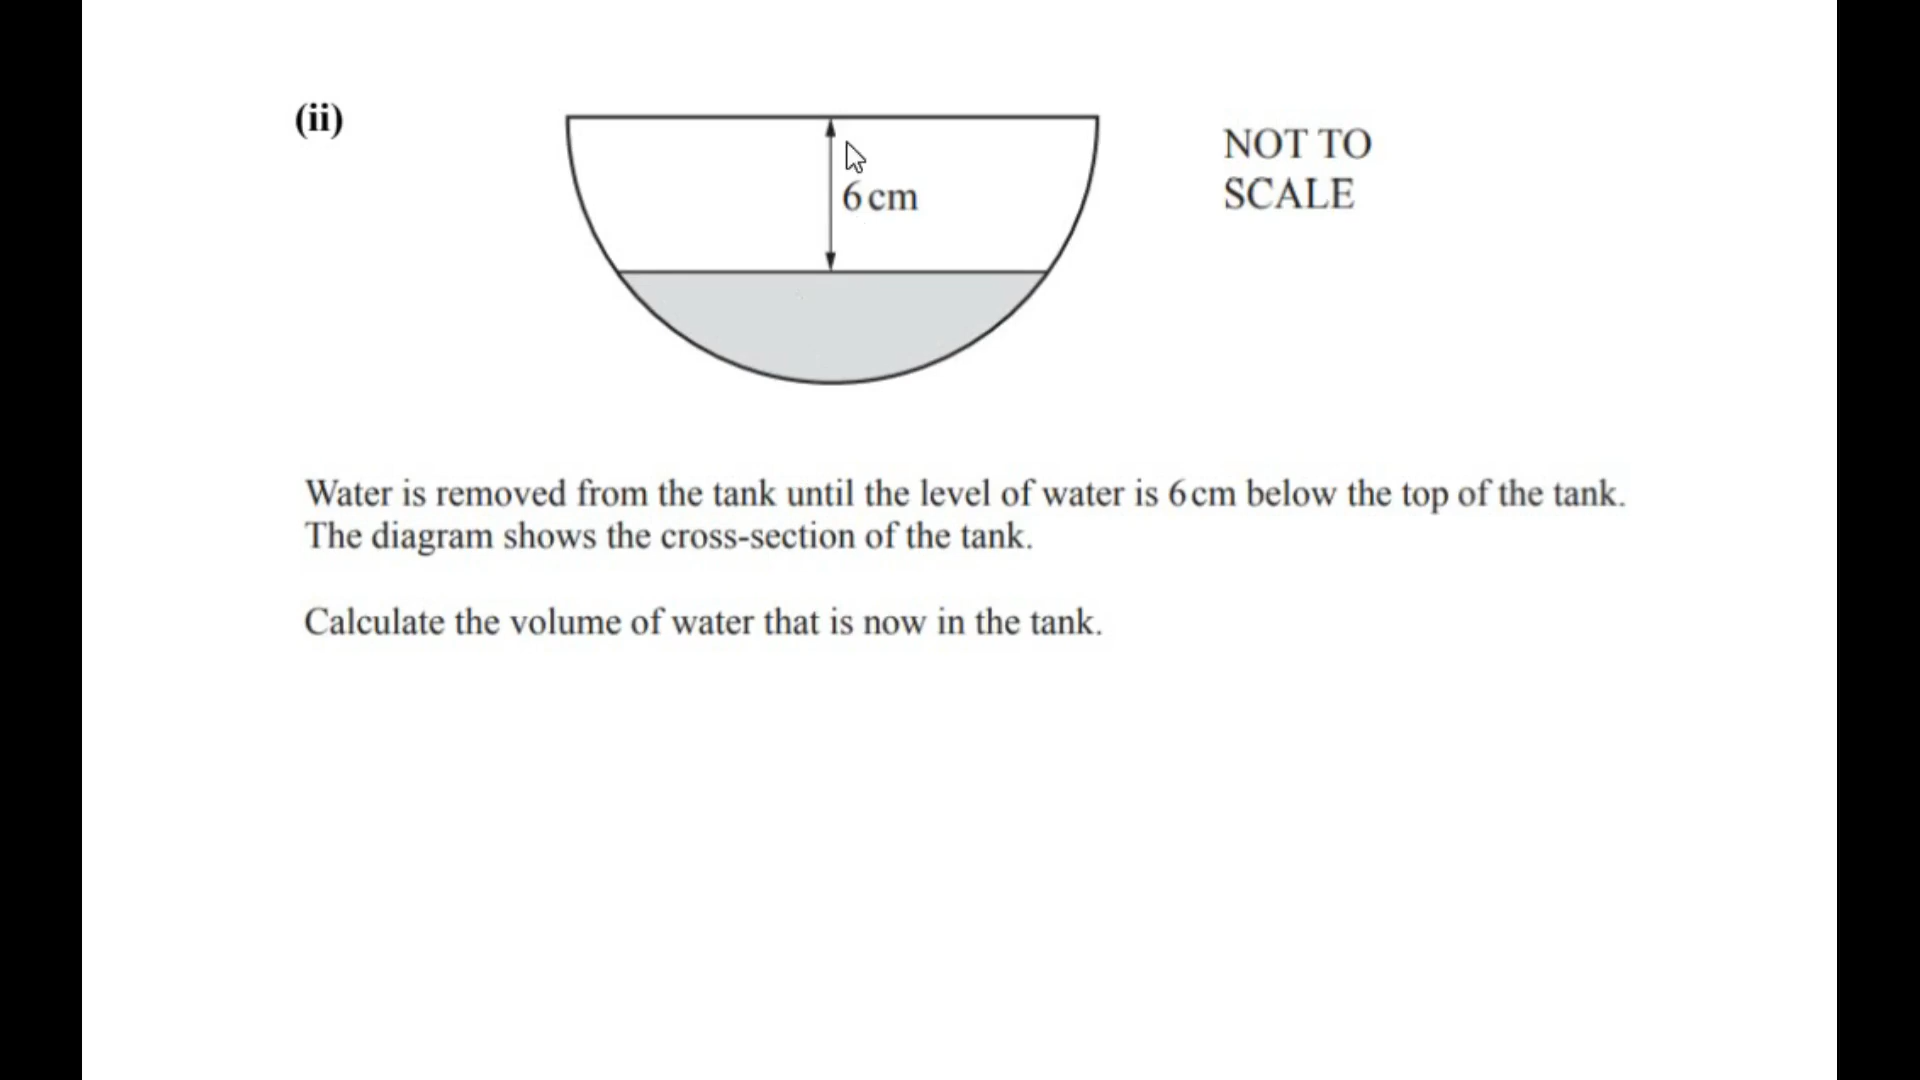 (ii)
NOT TO
SCALE
6 cm
Water is removed from the tank until the level of water is 6 cm below the top of the tank.
The diagram shows the cross-section of the tank.
Calculate the volume of water that is now in the tank.